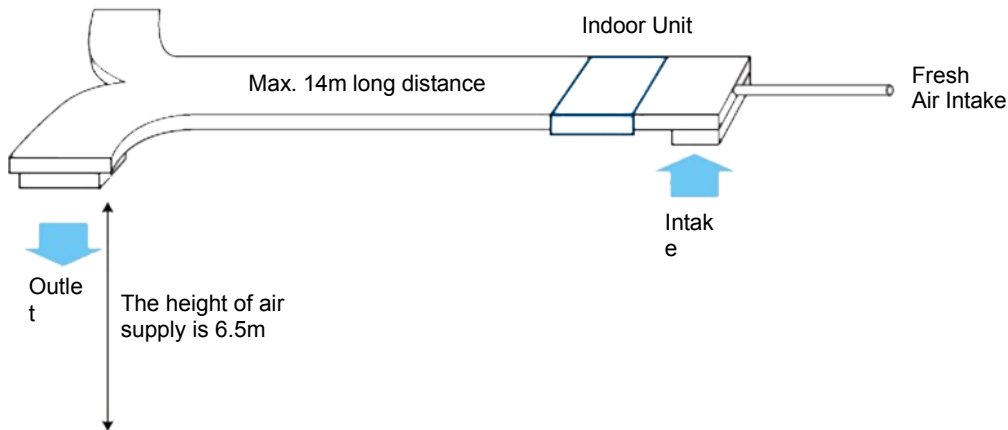 Indoor Unit
Max. 14m long distance
Fresh
Air Intake
Intak
e
Outle
t
The height of air
supply is 6.5m